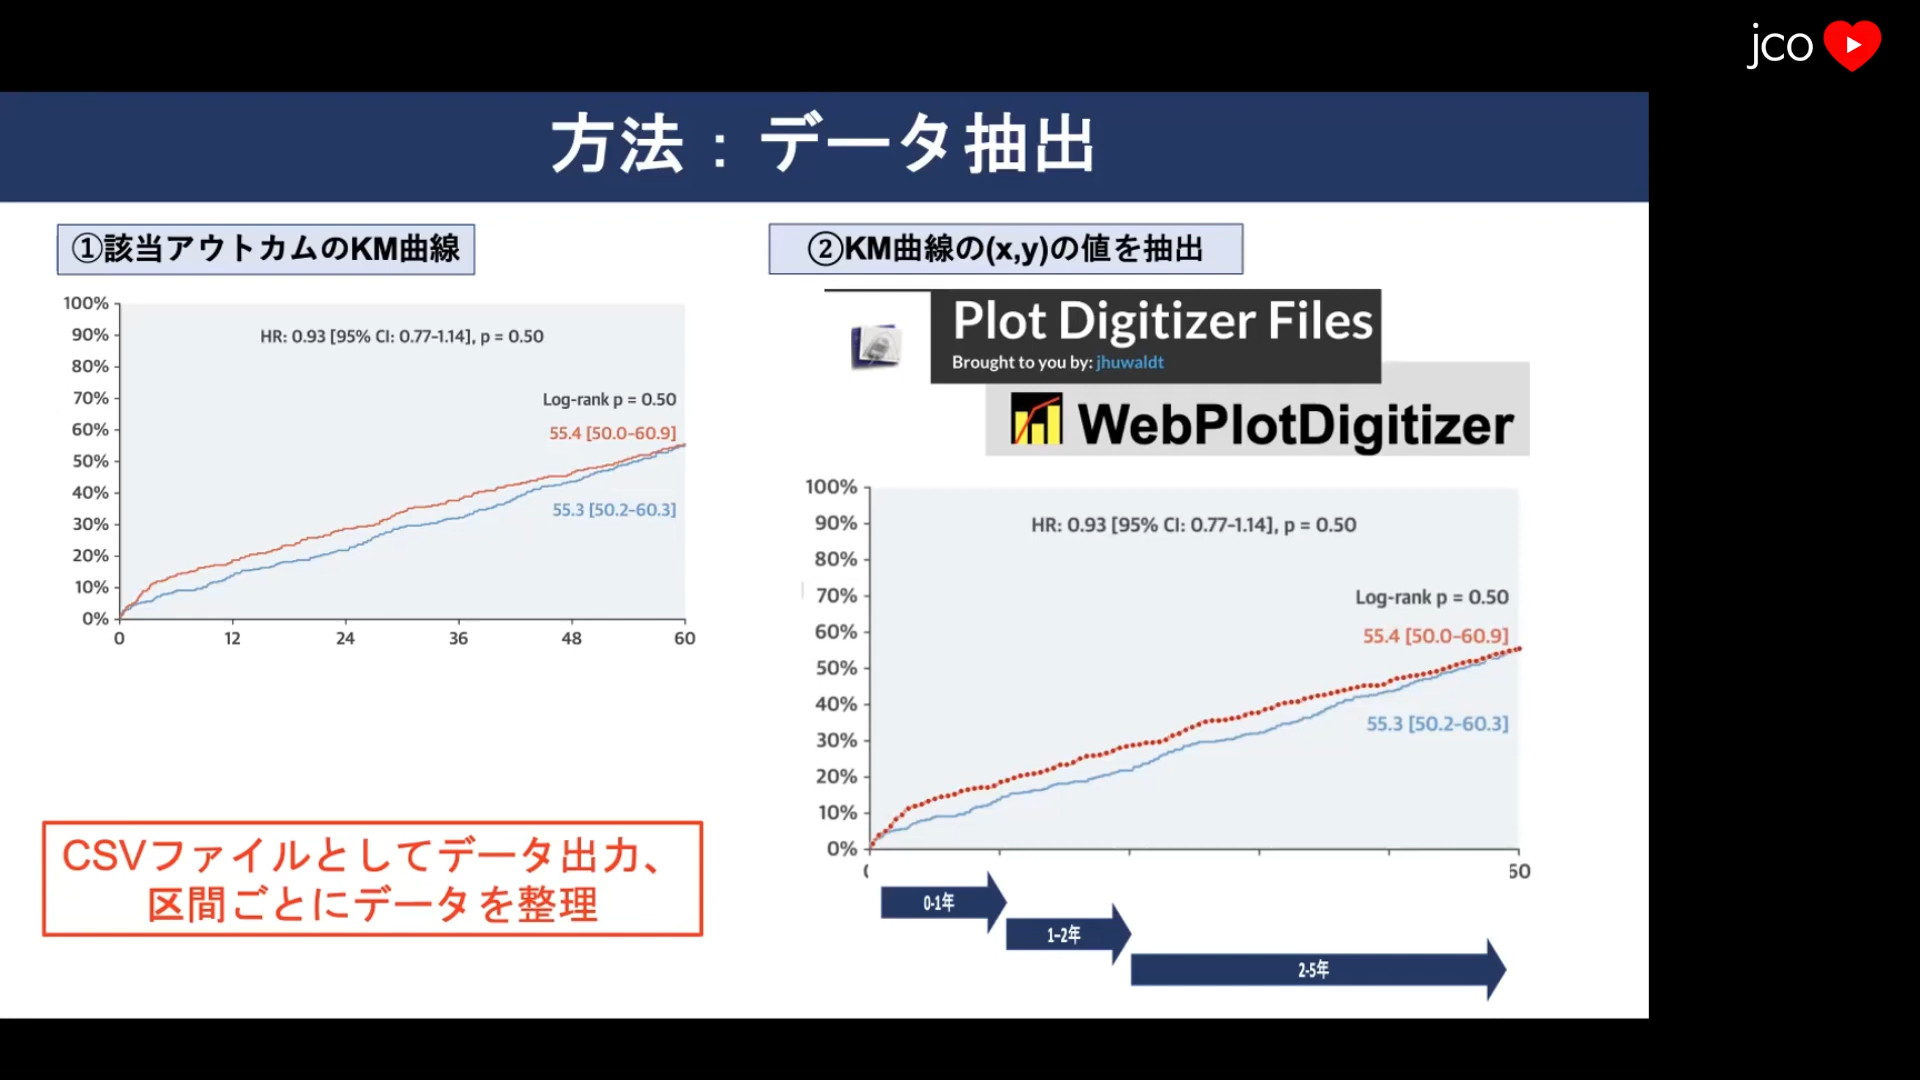 jco
方法：データ抽出
①該当アウトカムのKM曲線
100%
90%
80%
70%
60%
50%
40%
30%
20%
10%
0%
HR: 0.93 [95% CI: 0.77-1.14], p = 0.50
Log-rank p = 0.50
55.4 [50.0-60.9]
55.3 [50.2-60.3]
0 12 24 36 48 60
CSVファイルとしてデータ出力、
区間ごとにデータを整理
②KM曲線の(x,y)の値を抽出
Plot Digitizer Files
Brought to you by: jhuwaldt
WebPlotDigitizer
100%
90%
80%
70%
60%
50%
40%
30%
20%
10%
0%
HR: 0.93 [95% CI: 0.77-1.14], p = 0.50
Log-rank p = 0.50
55.4 [50.0-60.9]
55.3 [50.2-60.3]
60
0-1年
1-2年
2-5年